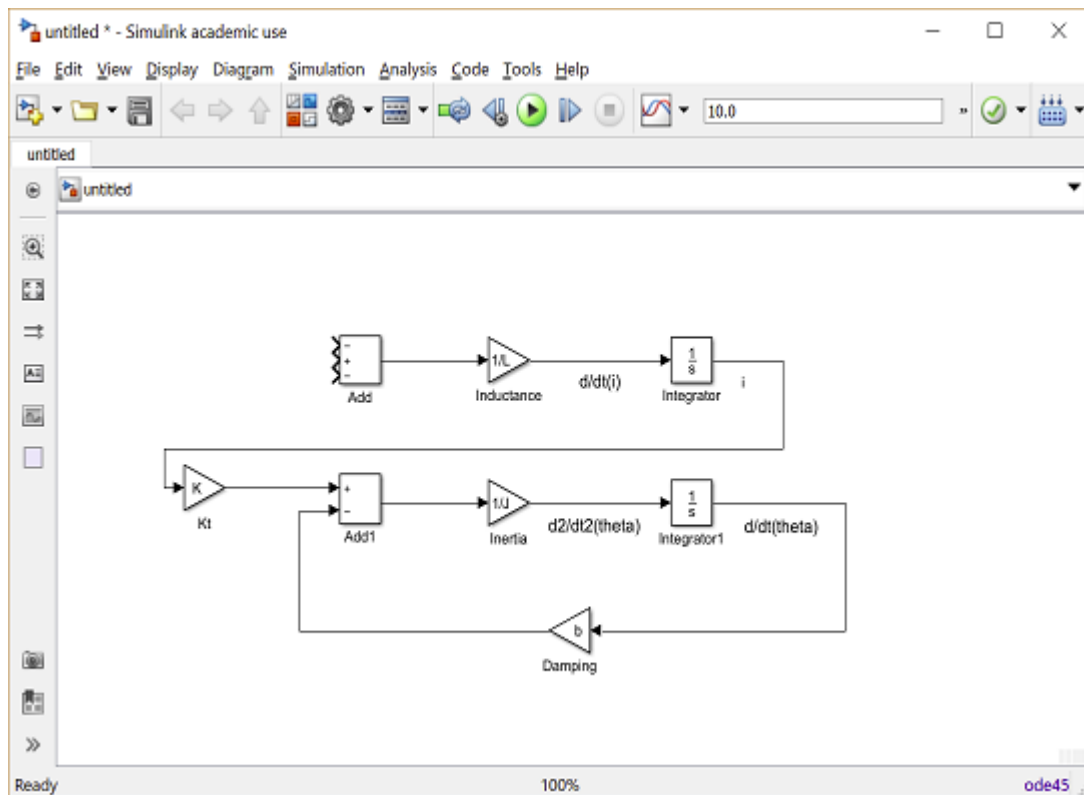 untitled * - Simulink academic use
File Edit View Display Diagram Simulation Analysis Code Tools Help
10.0 »
untitled
untitled
-
+
-
Add
1/L
Inductance
d/dt(i)
1
s
Integrator
i
K
Kt
+
-
Add1
1/J
Inertia
d2/dt2(theta)
1
s
Integrator1
d/dt(theta)
b
Damping
Ready 100% ode45